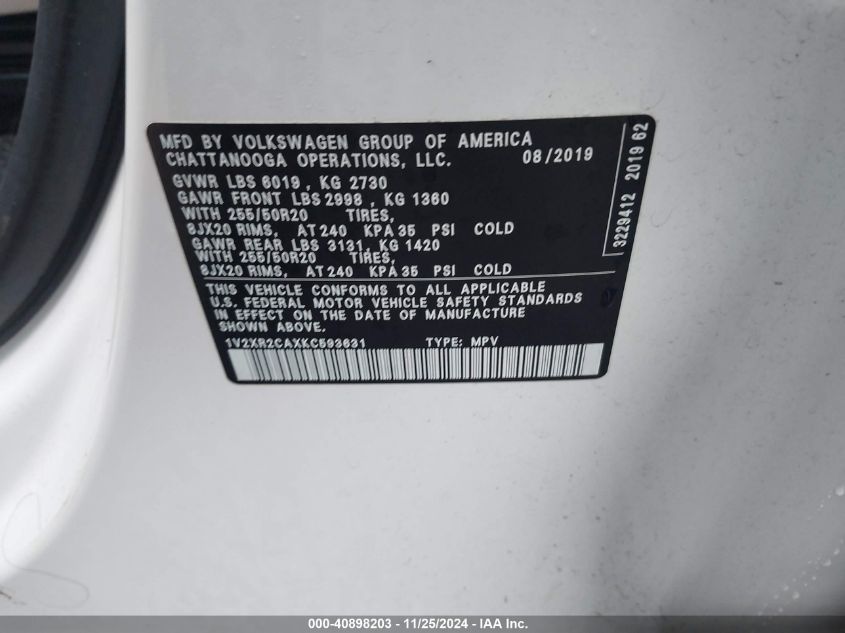 MFD BY VOLKSWAGEN GROUP OF AMERICA
CHATTANOOGA OPERATIONS, LLC. 08/2019
GVWR LBS 6019, KG 2730
GAWR FRONT LBS 2998, KG 1360
WITH 255/50R20 TIRES,
8JX20 RIMS, AT 240 KPA 35 PSI COLD
GAWR REAR LBS 3131, KG 1420
WITH 255/50R20 TIRES,
8JX20 RIMS, AT 240 KPA 35 PSI COLD
THIS VEHICLE CONFORMS TO ALL APPLICABLE
U.S. FEDERAL MOTOR VEHICLE SAFETY STANDARDS
IN EFFECT ON THE DATE OF MANUFACTURE
SHOWN ABOVE.
1V2XR2CAXKC593631 TYPE: MPV
3229412 2019 62
000-40898203 - 11/25/2024 - IAA Inc.